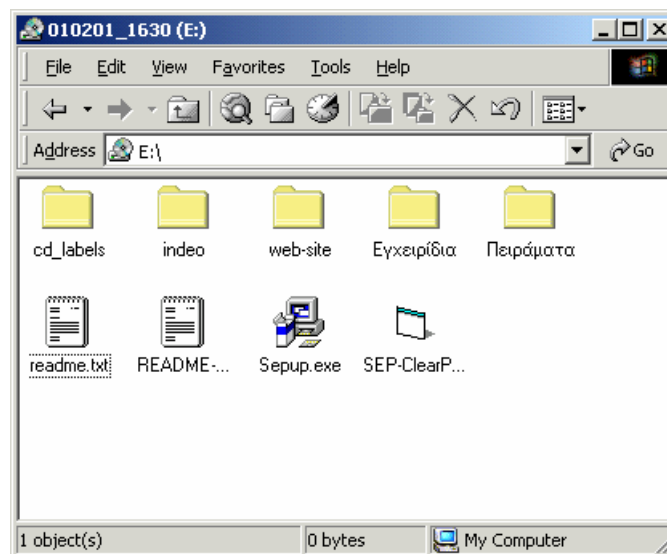 010201_1630 (E:)
File Edit View Favorites Tools Help
Address E:\ Go
cd_labels indeo web-site Εγχειρίδια Πειράματα
readme.txt README-... Sepup.exe SEP-ClearP...
1 object(s) 0 bytes My Computer